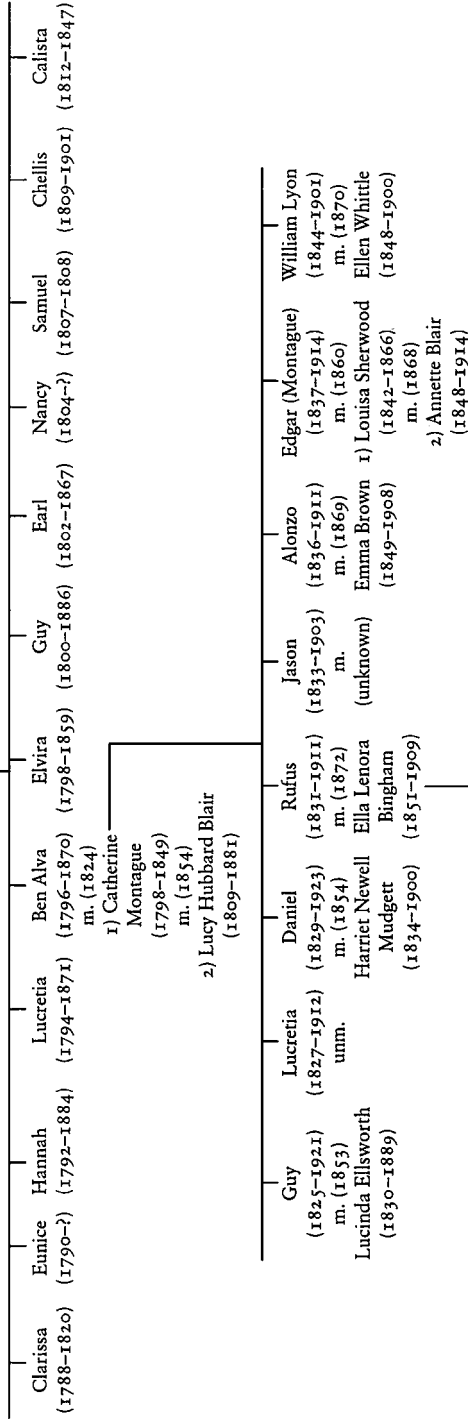 Clarissa
(1788–1820)
Eunice
(1790–?)
Hannah
(1792–1884)
Lucretia
(1794–1871)
Ben Alva
(1796–1870)
m. (1824)
1) Catherine
Montague
(1798–1849)
m. (1854)
2) Lucy Hubbard Blair
(1809–1881)
Elvira
(1798–1859)
Guy
(1800–1886)
Earl
(1802–1867)
Nancy
(1804–?)
Samuel
(1807–1808)
Chellis
(1809–1901)
Calista
(1812–1847)
Guy
(1825–1921)
m. (1853)
Lucinda Ellsworth
(1830–1889)
Lucretia
(1827–1912)
unm.
Daniel
(1829–1923)
m. (1854)
Harriet Newell
Mudgett
(1834–1900)
Rufus
(1831–1911)
m. (1872)
Ella Lenora
Bingham
(1851–1909)
Jason
(1833–1903)
m.
(unknown)
Alonzo
(1836–1911)
m. (1869)
Emma Brown
(1849–1908)
Edgar (Montague)
(1837–1914)
m. (1860)
1) Louisa Sherwood
(1842–1866)
m. (1868)
2) Annette Blair
(1848–1914)
William Lyon
(1844–1901)
m. (1870)
Ellen Whittle
(1848–1900)